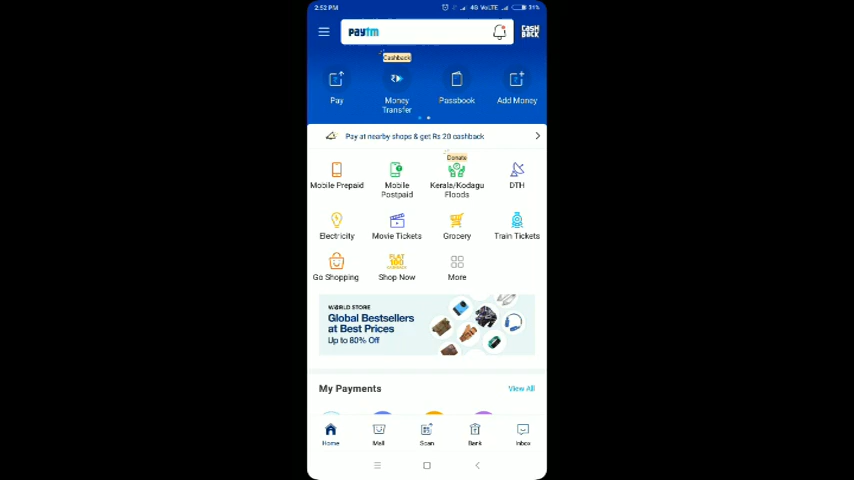 2:52 PM 4G VoLTE 31%
paytm CASH BACK
Cashback
Pay Money Transfer Passbook Add Money
Pay at nearby shops & get Rs 20 cashback
Donate
Mobile Prepaid Mobile Postpaid Kerala/Kodagu Floods DTH
Electricity Movie Tickets Grocery Train Tickets
FLAT 100
Go Shopping Shop Now More
WORLD STORE
Global Bestsellers
at Best Prices
Up to 80% Off
My Payments View All
Home Mall Scan Bank Inbox